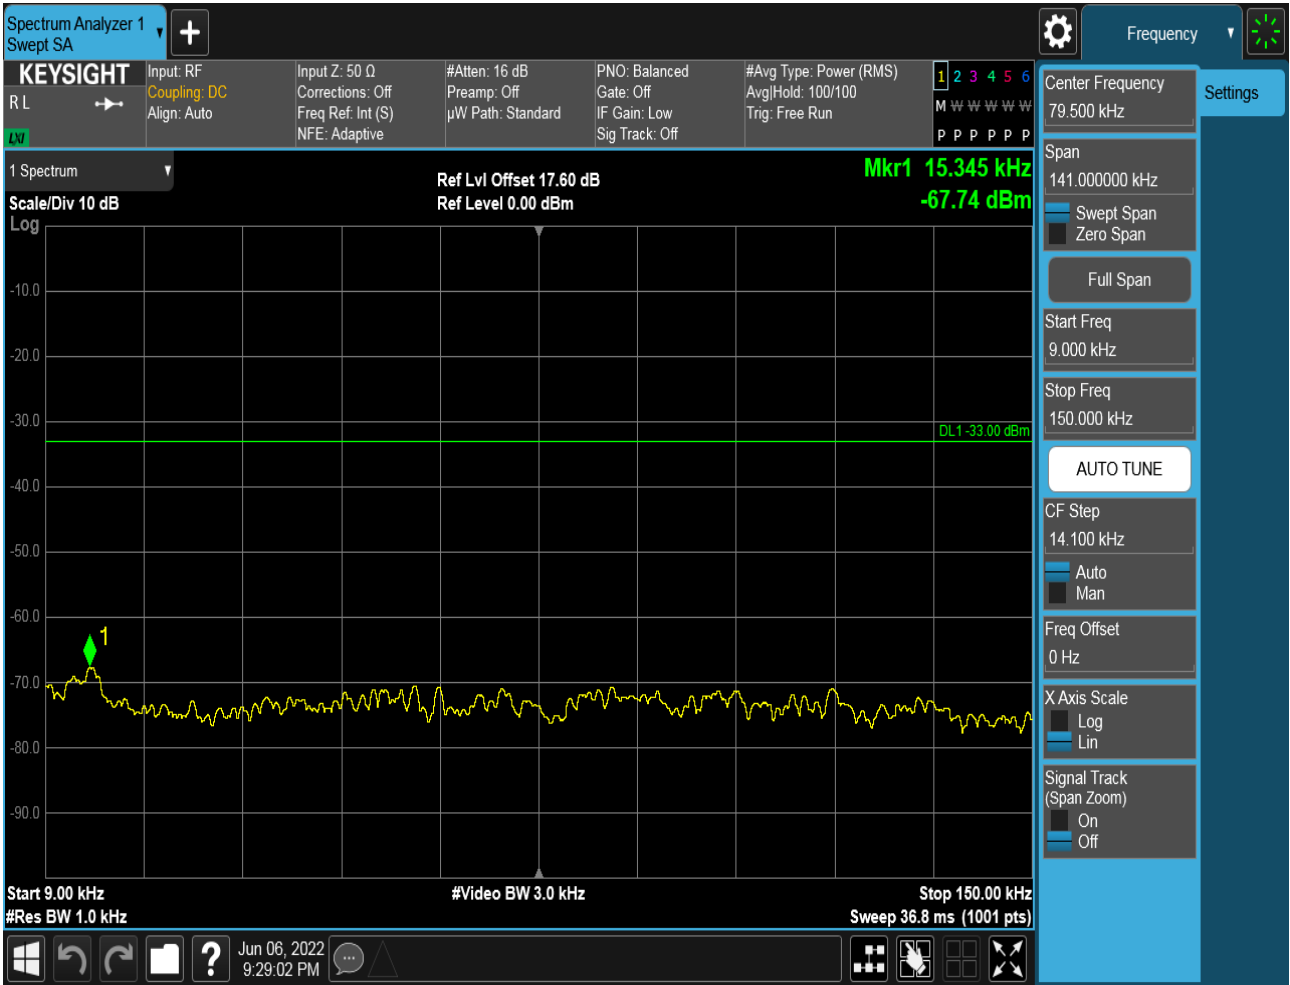 Spectrum Analyzer 1
Swept SA
Frequency
KEYSIGHT
R L
LXI
Input: RF
Coupling: DC
Align: Auto
Input Z: 50 Ω
Corrections: Off
Freq Ref: Int (S)
NFE: Adaptive
#Atten: 16 dB
Preamp: Off
µW Path: Standard
PNO: Balanced
Gate: Off
IF Gain: Low
Sig Track: Off
#Avg Type: Power (RMS)
Avg|Hold: 100/100
Trig: Free Run
1 2 3 4 5 6
M W W W W W
P P P P P P
1 Spectrum
Scale/Div 10 dB
Log
Ref Lvl Offset 17.60 dB
Ref Level 0.00 dBm
Mkr1 15.345 kHz
-67.74 dBm
-10.0
-20.0
-30.0
DL1 -33.00 dBm
-40.0
-50.0
-60.0
1
-70.0
-80.0
-90.0
Start 9.00 kHz
#Video BW 3.0 kHz
Stop 150.00 kHz
#Res BW 1.0 kHz
Sweep 36.8 ms (1001 pts)
Center Frequency
79.500 kHz
Settings
Span
141.000000 kHz
Swept Span
Zero Span
Full Span
Start Freq
9.000 kHz
Stop Freq
150.000 kHz
AUTO TUNE
CF Step
14.100 kHz
Auto
Man
Freq Offset
0 Hz
X Axis Scale
Log
Lin
Signal Track
(Span Zoom)
On
Off
?
Jun 06, 2022
9:29:02 PM